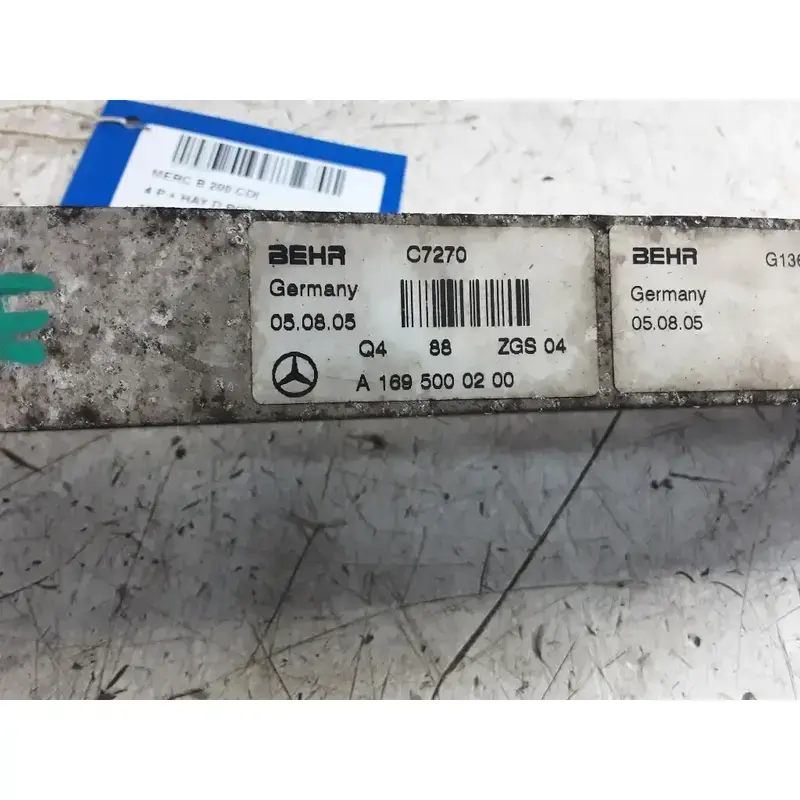 MERC B 200 CDI
BEHR C7270
Germany
05.08.05
Q4 88 ZGS 04
A 169 500 02 00
BEHR G136
Germany
05.08.05